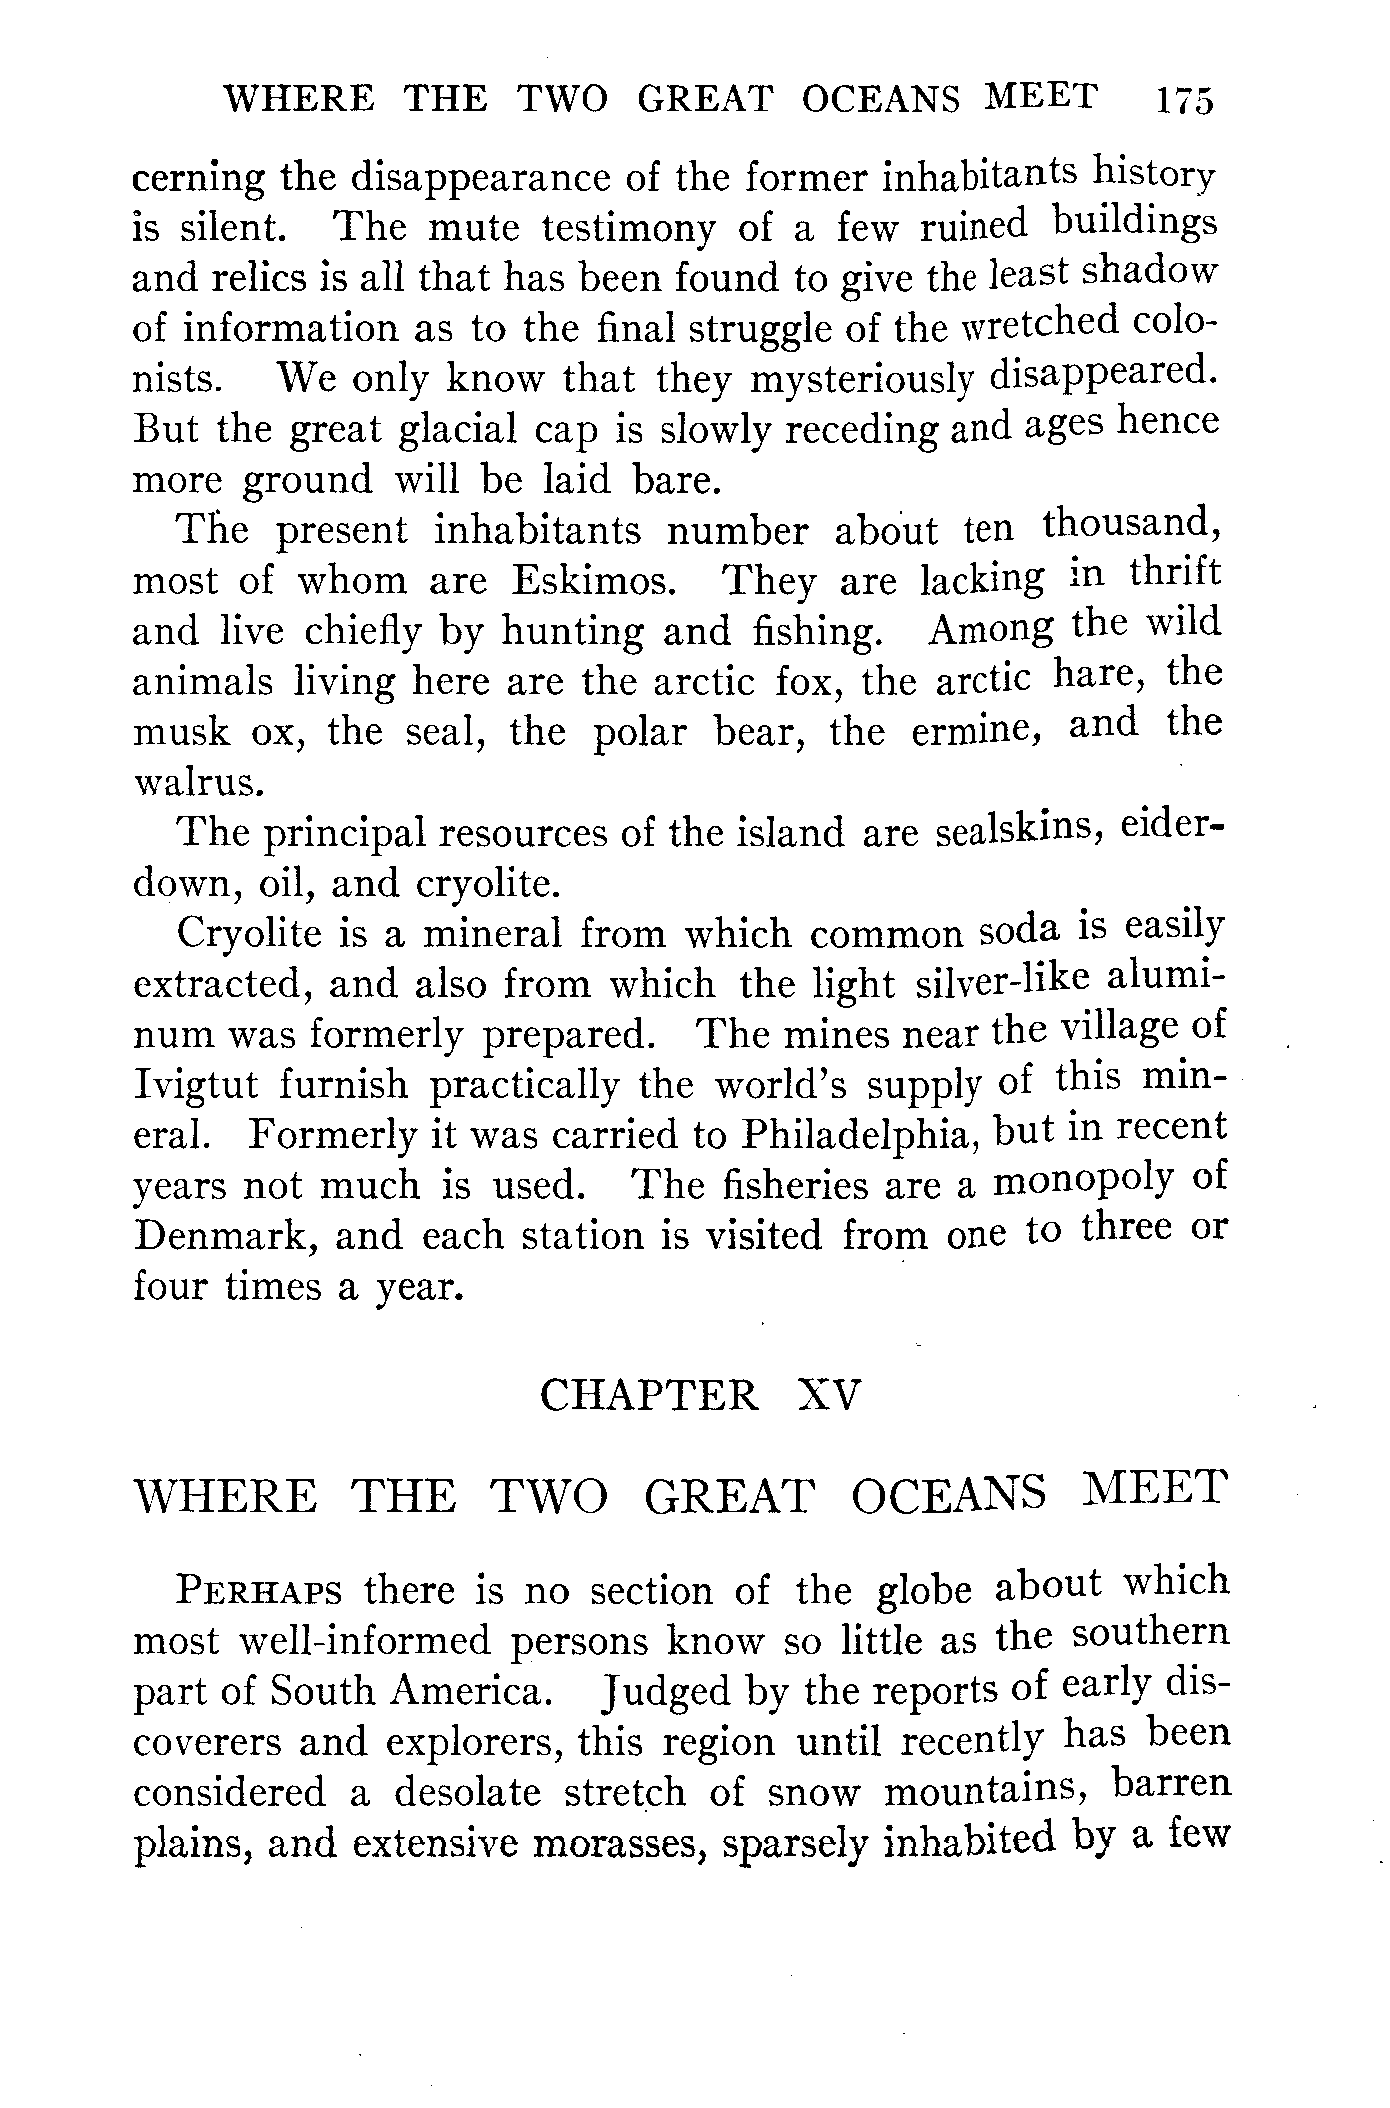 WHERE THE TWO GREAT OCEANS MEET 175
cerning the disappearance of the former inhabitants history
is silent. The mute testimony of a few ruined buildings
and relics is all that has been found to give the least shadow
of information as to the final struggle of the wretched colo-
nists. We only know that they mysteriously disappeared.
But the great glacial cap is slowly receding and ages hence
more ground will be laid bare.
The present inhabitants number about ten thousand,
most of whom are Eskimos. They are lacking in thrift
and live chiefly by hunting and fishing. Among the wild
animals living here are the arctic fox, the arctic hare, the
musk ox, the seal, the polar bear, the ermine, and the
walrus.
The principal resources of the island are sealskins, eider-
down, oil, and cryolite.
Cryolite is a mineral from which common soda is easily
extracted, and also from which the light silver-like alumi-
num was formerly prepared. The mines near the village of
Ivigtut furnish practically the world's supply of this min-
eral. Formerly it was carried to Philadelphia, but in recent
years not much is used. The fisheries are a monopoly of
Denmark, and each station is visited from one to three or
four times a year.
CHAPTER XV
WHERE THE TWO GREAT OCEANS MEET
PERHAPS there is no section of the globe about which
most well-informed persons know so little as the southern
part of South America. Judged by the reports of early dis-
coverers and explorers, this region until recently has been
considered a desolate stretch of snow mountains, barren
plains, and extensive morasses, sparsely inhabited by a few